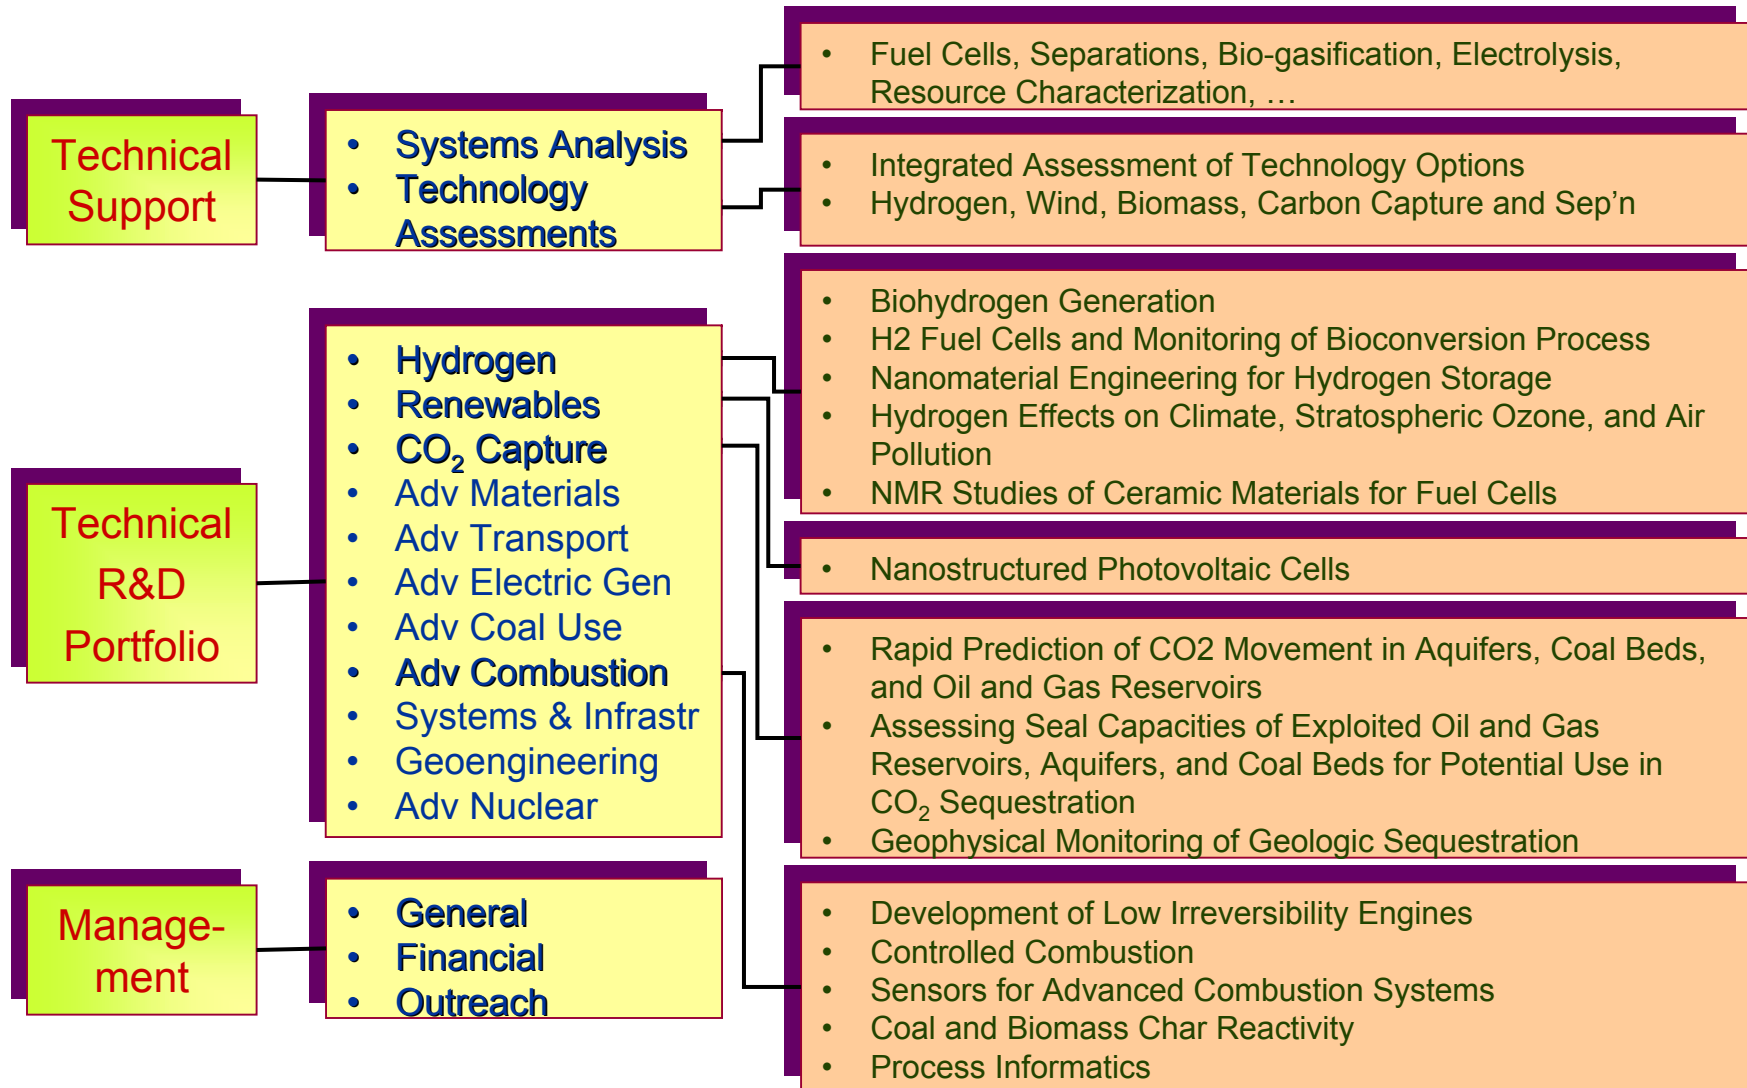 Technical
Support
• Systems Analysis
• Technology
Assessments
• Fuel Cells, Separations, Bio-gasification, Electrolysis,
Resource Characterization, …
• Integrated Assessment of Technology Options
• Hydrogen, Wind, Biomass, Carbon Capture and Sep’n
Technical
R&D
Portfolio
• Hydrogen
• Renewables
• CO₂ Capture
• Adv Materials
• Adv Transport
• Adv Electric Gen
• Adv Coal Use
• Adv Combustion
• Systems & Infrastr
• Geoengineering
• Adv Nuclear
• Biohydrogen Generation
• H2 Fuel Cells and Monitoring of Bioconversion Process
• Nanomaterial Engineering for Hydrogen Storage
• Hydrogen Effects on Climate, Stratospheric Ozone, and Air
Pollution
• NMR Studies of Ceramic Materials for Fuel Cells
• Nanostructured Photovoltaic Cells
• Rapid Prediction of CO2 Movement in Aquifers, Coal Beds,
and Oil and Gas Reservoirs
• Assessing Seal Capacities of Exploited Oil and Gas
Reservoirs, Aquifers, and Coal Beds for Potential Use in
CO₂ Sequestration
• Geophysical Monitoring of Geologic Sequestration
• Development of Low Irreversibility Engines
• Controlled Combustion
• Sensors for Advanced Combustion Systems
• Coal and Biomass Char Reactivity
• Process Informatics
Manage-
ment
• General
• Financial
• Outreach